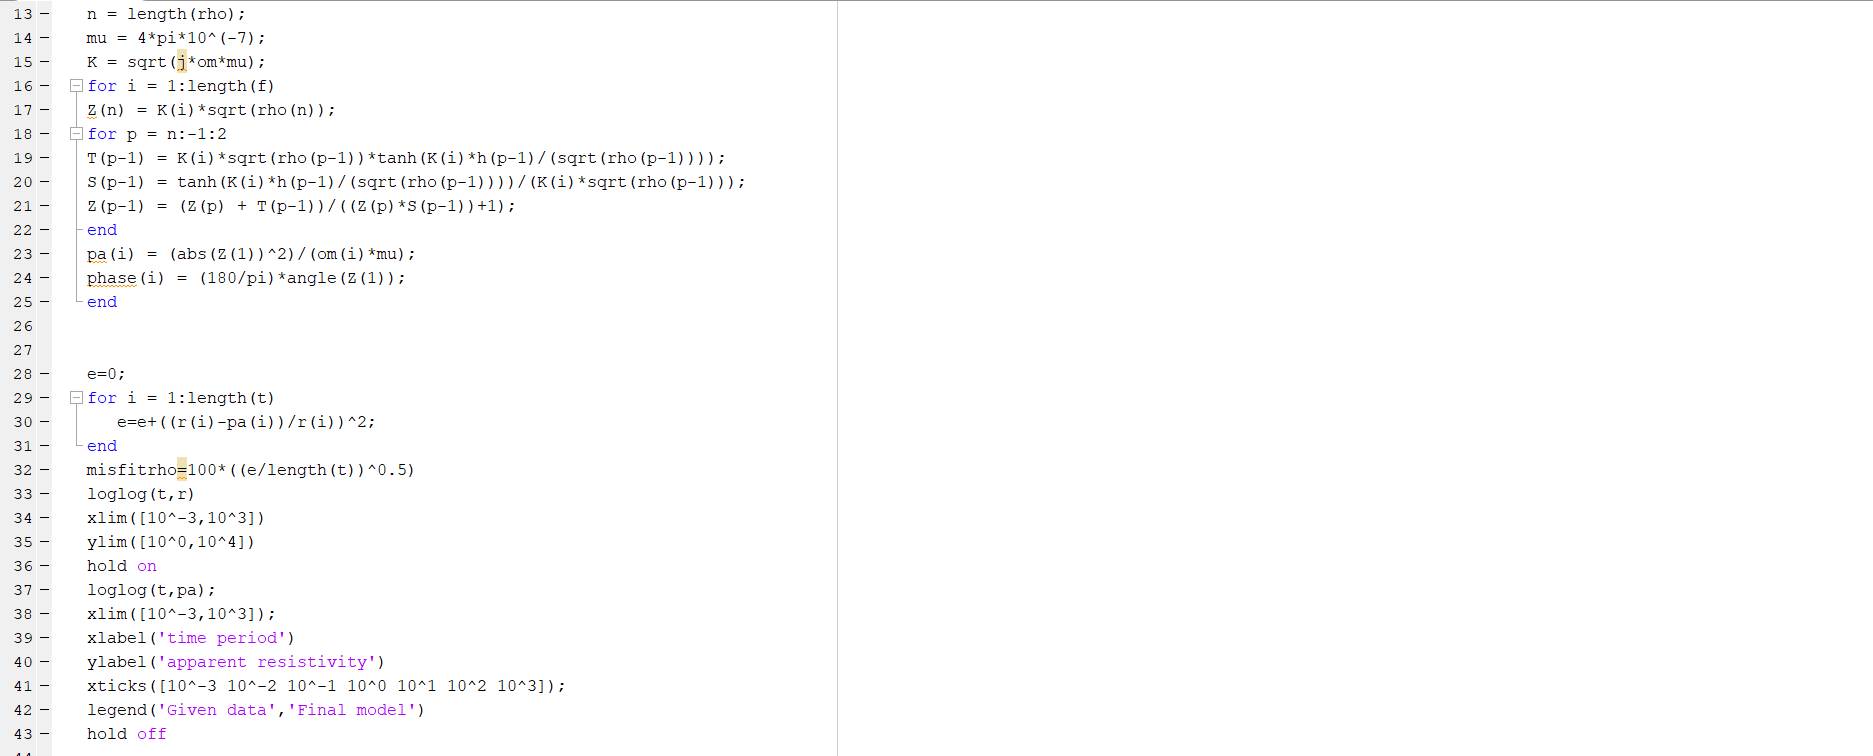 13 – n = length(rho);
14 – mu = 4*pi*10^(-7);
15 – K = sqrt(j*om*mu);
16 – for i = 1:length(f)
17 – Z(n) = K(i)*sqrt(rho(n));
18 – for p = n:-1:2
19 – T(p-1) = K(i)*sqrt(rho(p-1))*tanh(K(i)*h(p-1)/(sqrt(rho(p-1))));
20 – S(p-1) = tanh(K(i)*h(p-1)/(sqrt(rho(p-1))))/(K(i)*sqrt(rho(p-1)));
21 – Z(p-1) = (Z(p) + T(p-1))/((Z(p)*S(p-1))+1);
22 – end
23 – pa(i) = (abs(Z(1))^2)/(om(i)*mu);
24 – phase(i) = (180/pi)*angle(Z(1));
25 – end
26
27
28 – e=0;
29 – for i = 1:length(t)
30 – e=e+((r(i)-pa(i))/r(i))^2;
31 – end
32 – misfitrho=100*((e/length(t))^0.5)
33 – loglog(t,r)
34 – xlim([10^-3,10^3])
35 – ylim([10^0,10^4])
36 – hold on
37 – loglog(t,pa);
38 – xlim([10^-3,10^3]);
39 – xlabel('time period')
40 – ylabel('apparent resistivity')
41 – xticks([10^-3 10^-2 10^-1 10^0 10^1 10^2 10^3]);
42 – legend('Given data','Final model')
43 – hold off